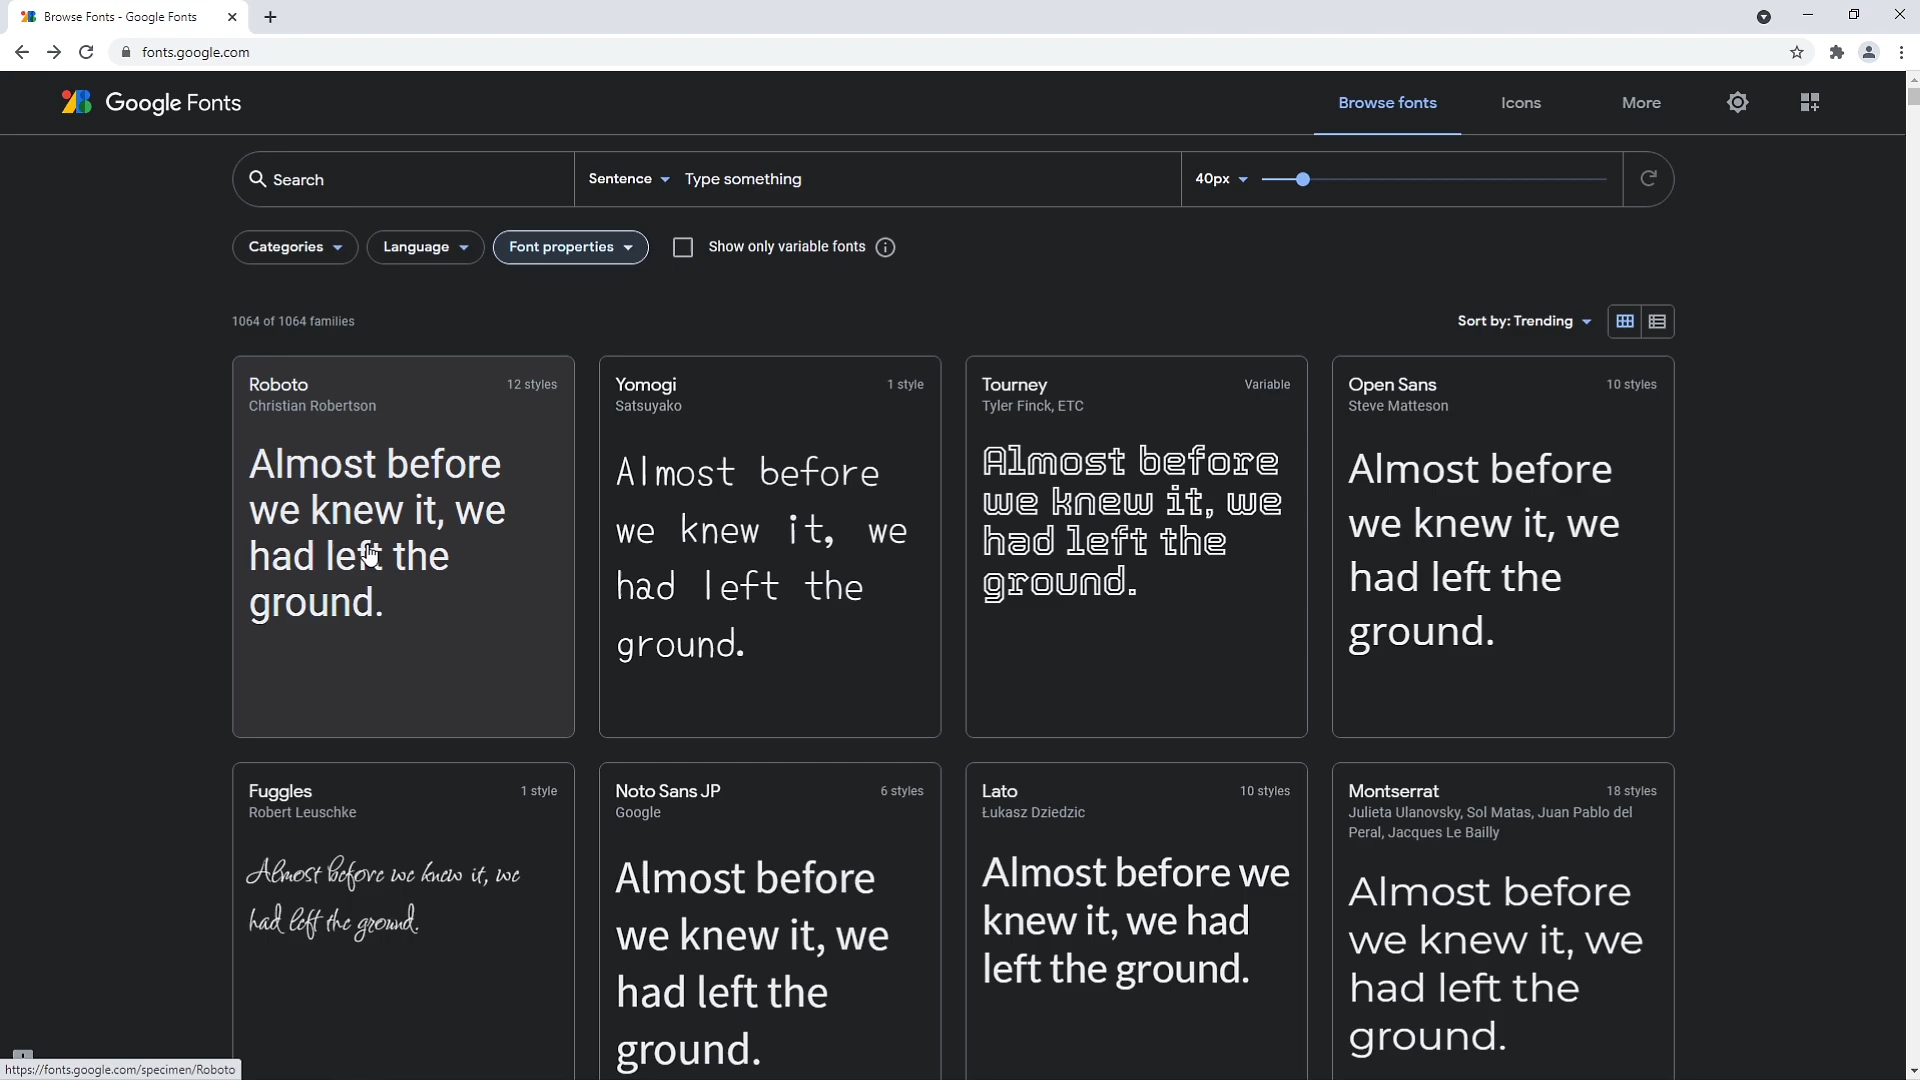 Browse Fonts - Google Fonts
fonts.google.com
Google Fonts
Browse fonts
Icons
More
Search
Sentence
Type something
40px
Categories
Language
Font properties
Show only variable fonts
1064 of 1064 families
Sort by: Trending
Roboto
12 styles
Christian Robertson
Almost before
we knew it, we
had left the
ground.
Yomogi
1 style
Satsuyako
Almost before
we knew it, we
had left the
ground.
Tourney
Variable
Tyler Finck, ETC
Almost before
we knew it, we
had left the
ground.
Open Sans
10 styles
Steve Matteson
Almost before
we knew it, we
had left the
ground.
Fuggles
1 style
Robert Leuschke
Almost before we knew it, we
had left the ground.
Noto Sans JP
6 styles
Google
Almost before
we knew it, we
had left the
ground.
Lato
10 styles
Łukasz Dziedzic
Almost before we
knew it, we had
left the ground.
Montserrat
18 styles
Julieta Ulanovsky, Sol Matas, Juan Pablo del
Peral, Jacques Le Bailly
Almost before
we knew it, we
had left the
ground.
https://fonts.google.com/specimen/Roboto